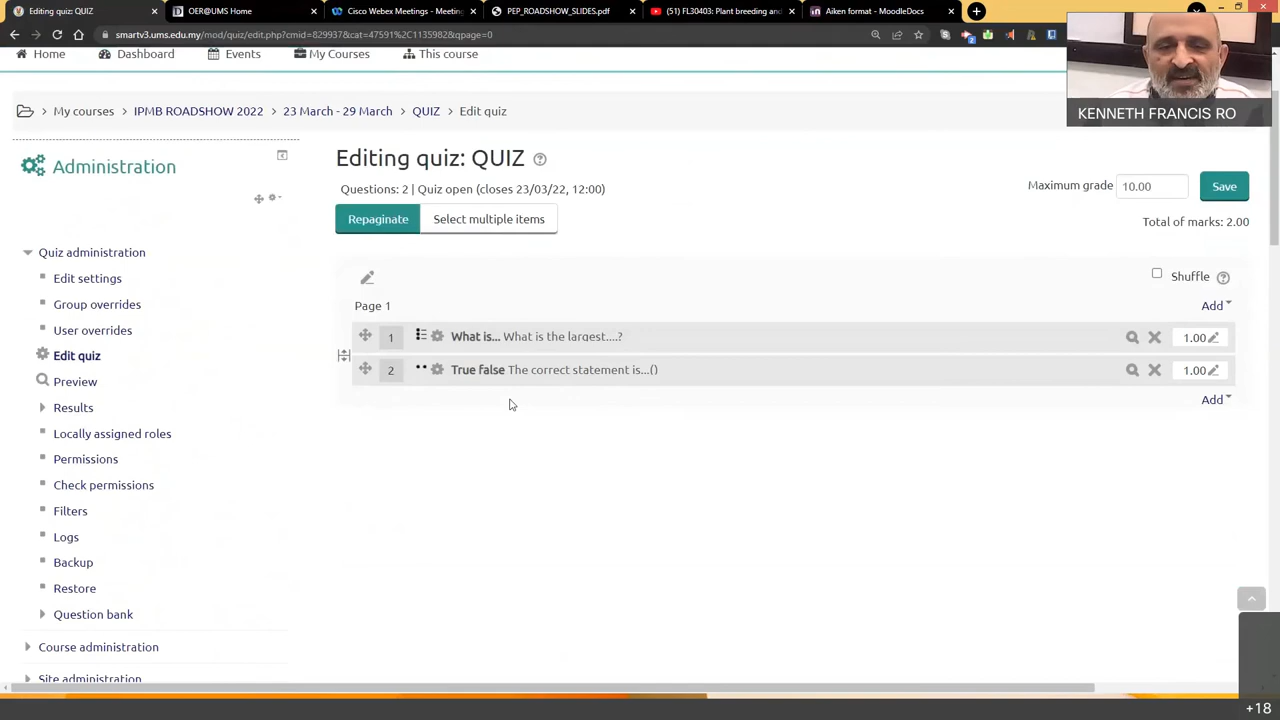 Editing quiz: QUIZ
OER@UMS Home
Cisco Webex Meetings - Meeting
PEP_ROADSHOW_SLIDES.pdf
(51) FL30403: Plant breeding and
Aiken format - MoodleDocs
smartv3.ums.edu.my/mod/quiz/edit.php?cmid=829937&cat=47591%2C1135982&qpage=0
Home
Dashboard
Events
My Courses
This course
KENNETH FRANCIS RO
My courses > IPMB ROADSHOW 2022 > 23 March - 29 March > QUIZ > Edit quiz
Administration
Quiz administration
Edit settings
Group overrides
User overrides
Edit quiz
Preview
Results
Locally assigned roles
Permissions
Check permissions
Filters
Logs
Backup
Restore
Question bank
Course administration
Site administration
Editing quiz: QUIZ
Questions: 2 | Quiz open (closes 23/03/22, 12:00)
Maximum grade 10.00 Save
Repaginate Select multiple items
Total of marks: 2.00
Shuffle
Page 1
Add
1 What is... What is the largest....? 1.00
2 True false The correct statement is...() 1.00
Add
+18